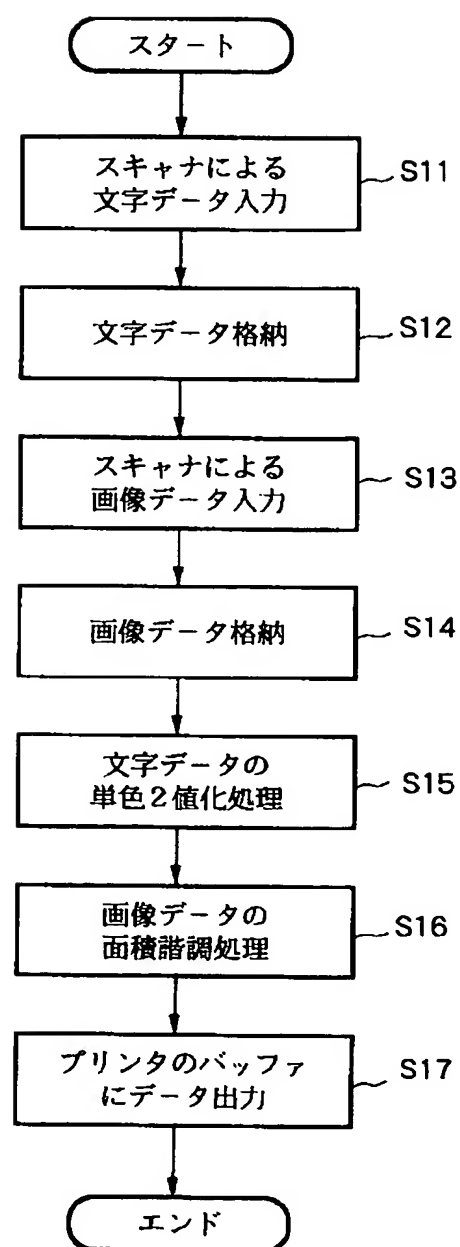 スタート
スキャナによる
文字データ入力
S11
文字データ格納
S12
スキャナによる
画像データ入力
S13
画像データ格納
S14
文字データの
単色2値化処理
S15
画像データの
面積諧調処理
S16
プリンタのバッファ
にデータ出力
S17
エンド